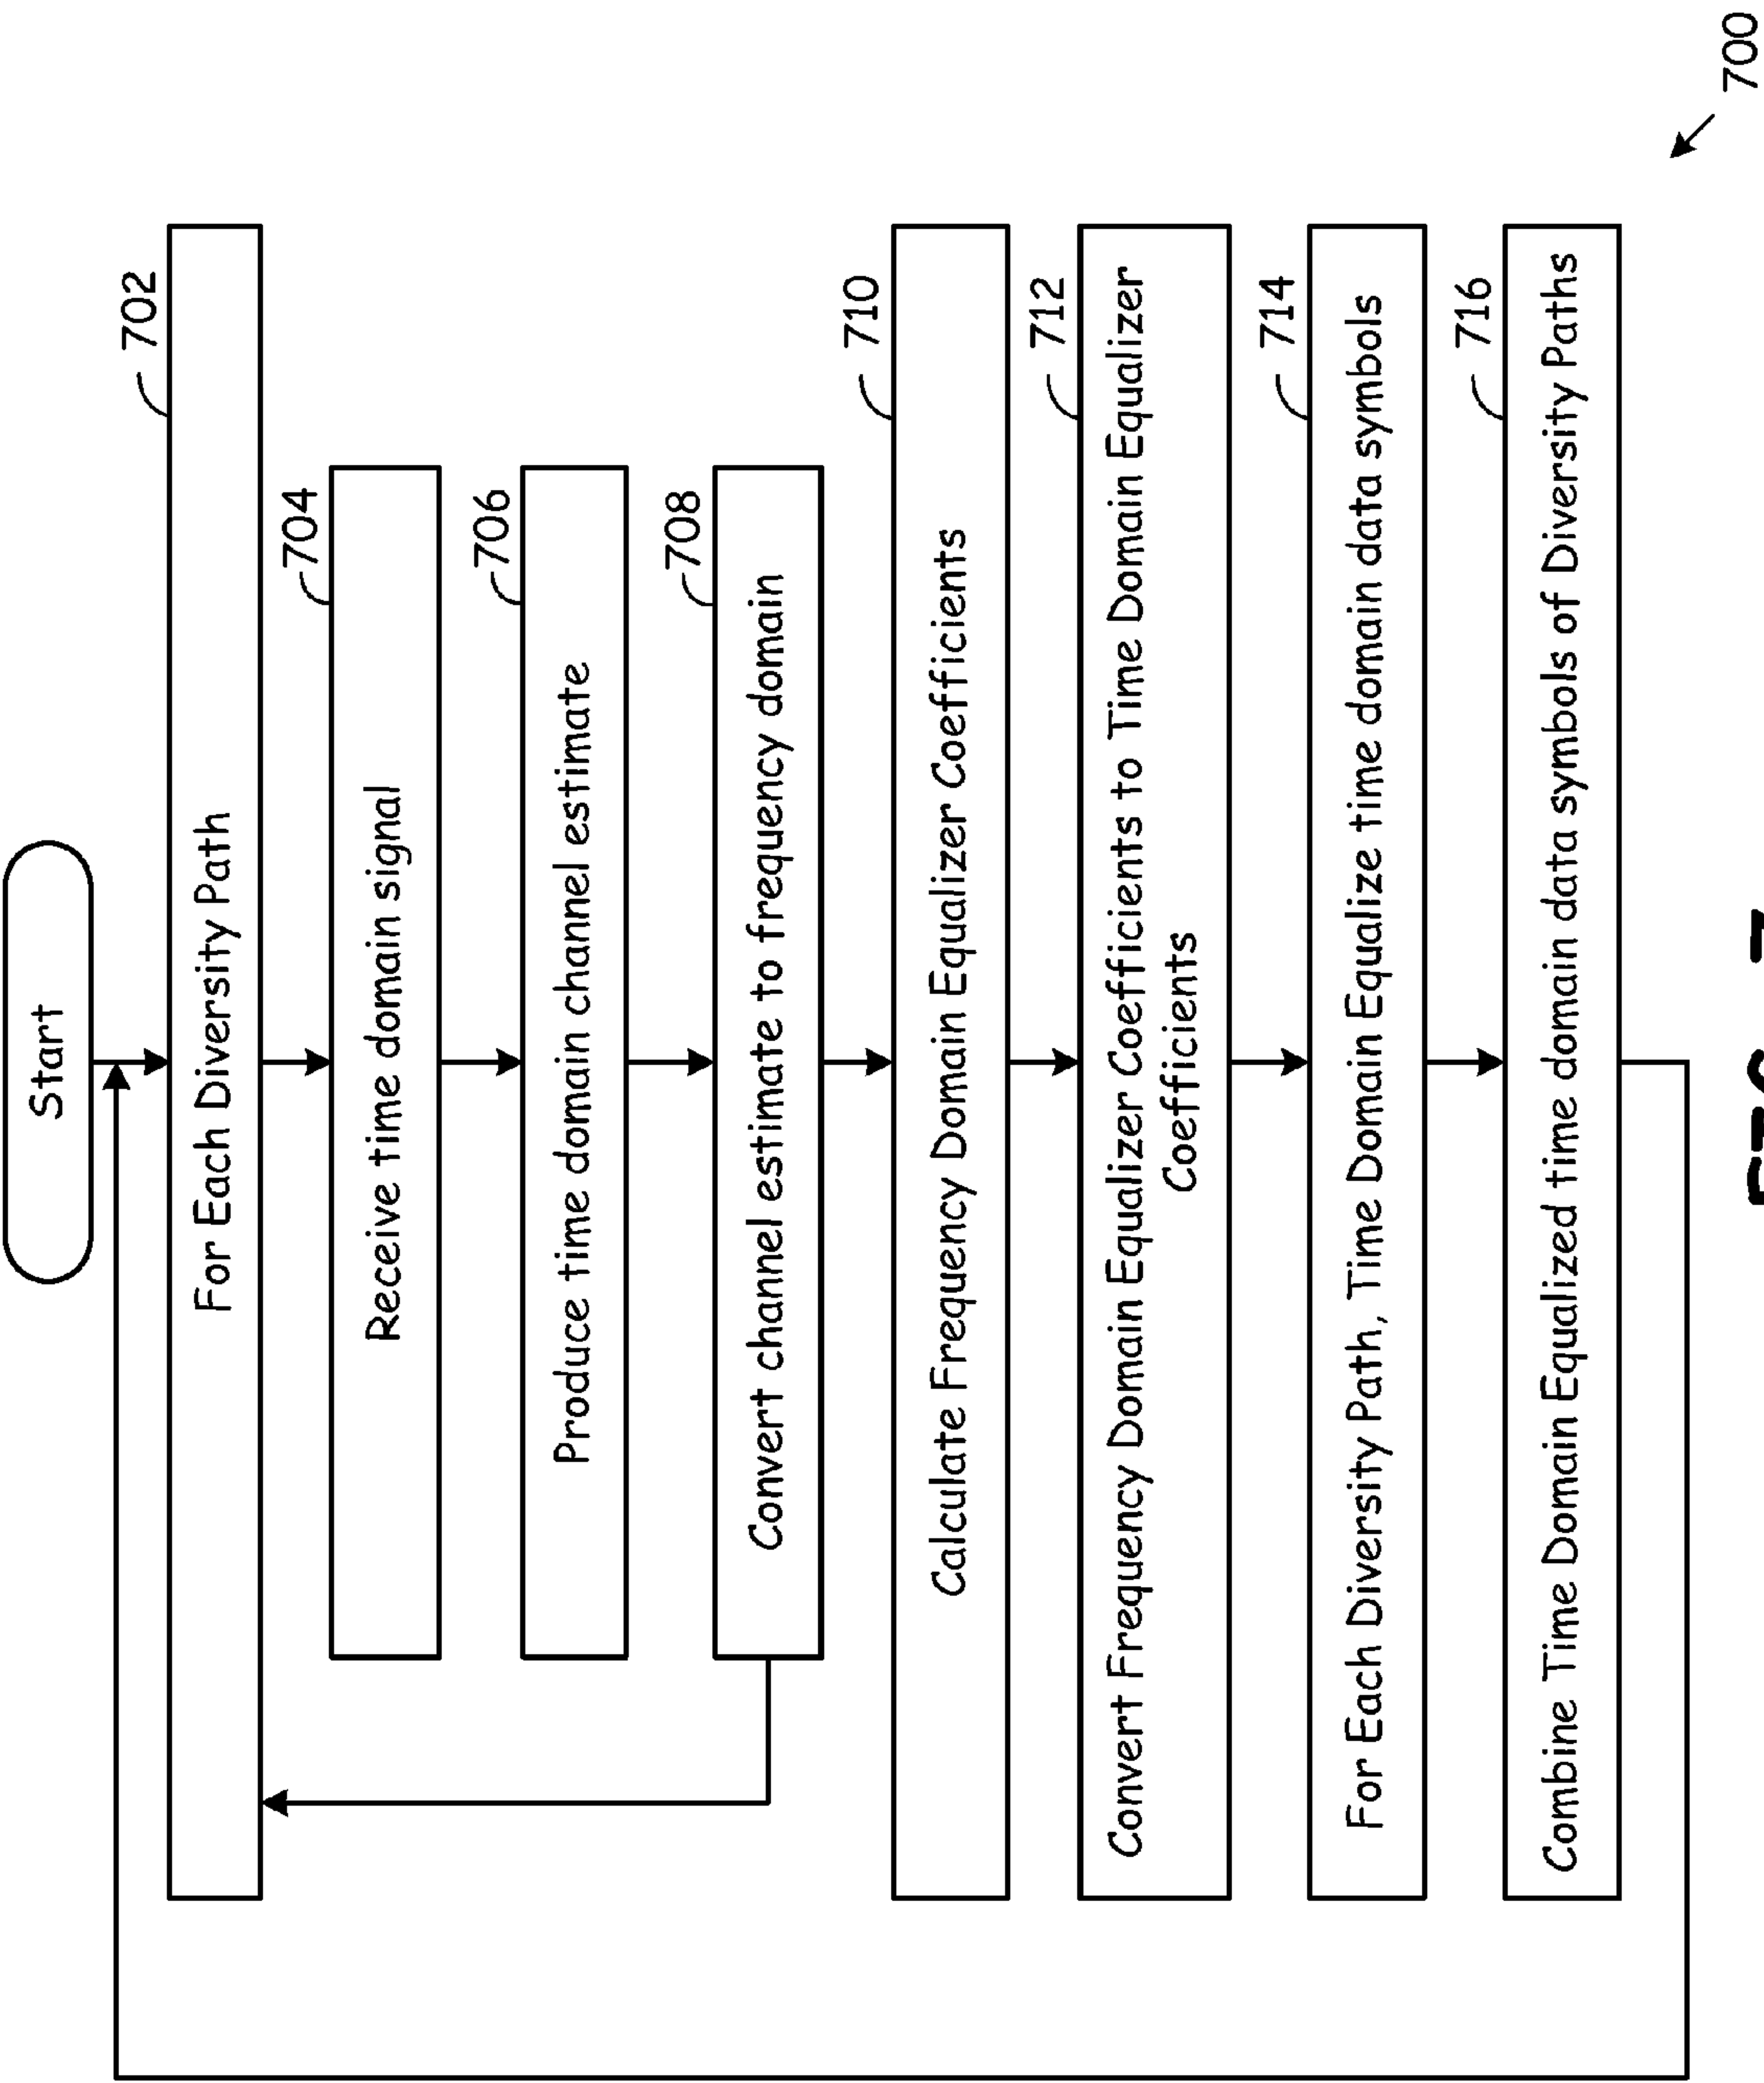 Start
702
For Each Diversity Path
704
Receive time domain signal
706
Produce time domain channel estimate
708
Convert channel estimate to frequency domain
710
Calculate Frequency Domain Equalizer Coefficients
712
Convert Frequency Domain Equalizer Coefficients to Time Domain Equalizer
Coefficients
714
For Each Diversity Path, Time Domain Equalize time domain data symbols
716
Combine Time Domain Equalized time domain data symbols of Diversity Paths
700